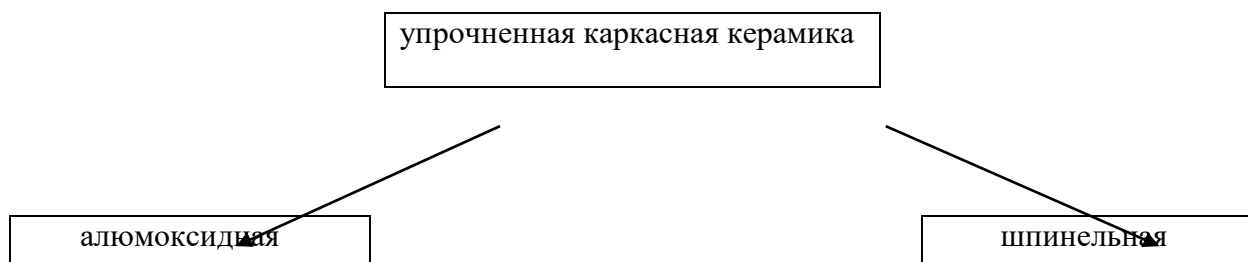 упрочненная каркасная керамика
алюмоксидная
шпинельная